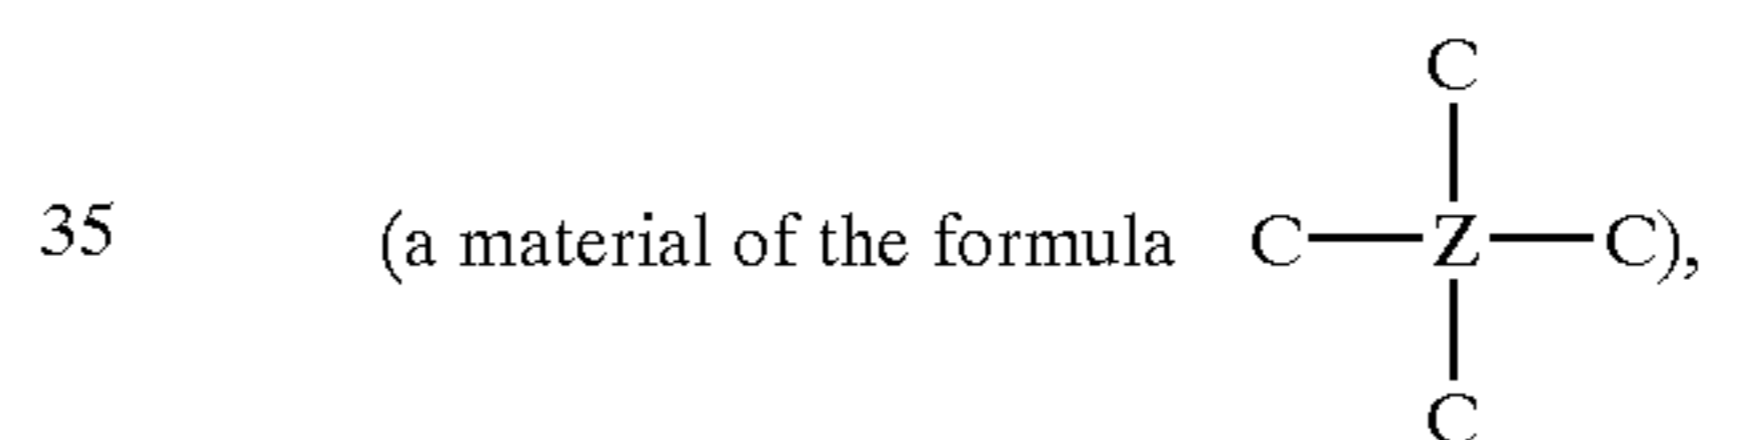 C
35 (a material of the formula C—Z—C),
C